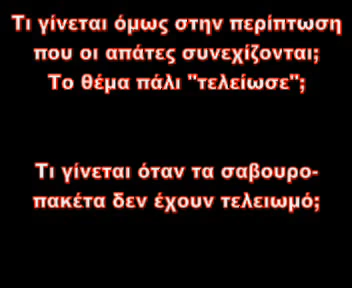 Τι γίνεται όμως στην περίπτωση
που οι απάτες συνεχίζονται;
Το θέμα πάλι "τελείωσε";
Τι γίνεται όταν τα σαβουρο-
πακέτα δεν έχουν τελειωμό;